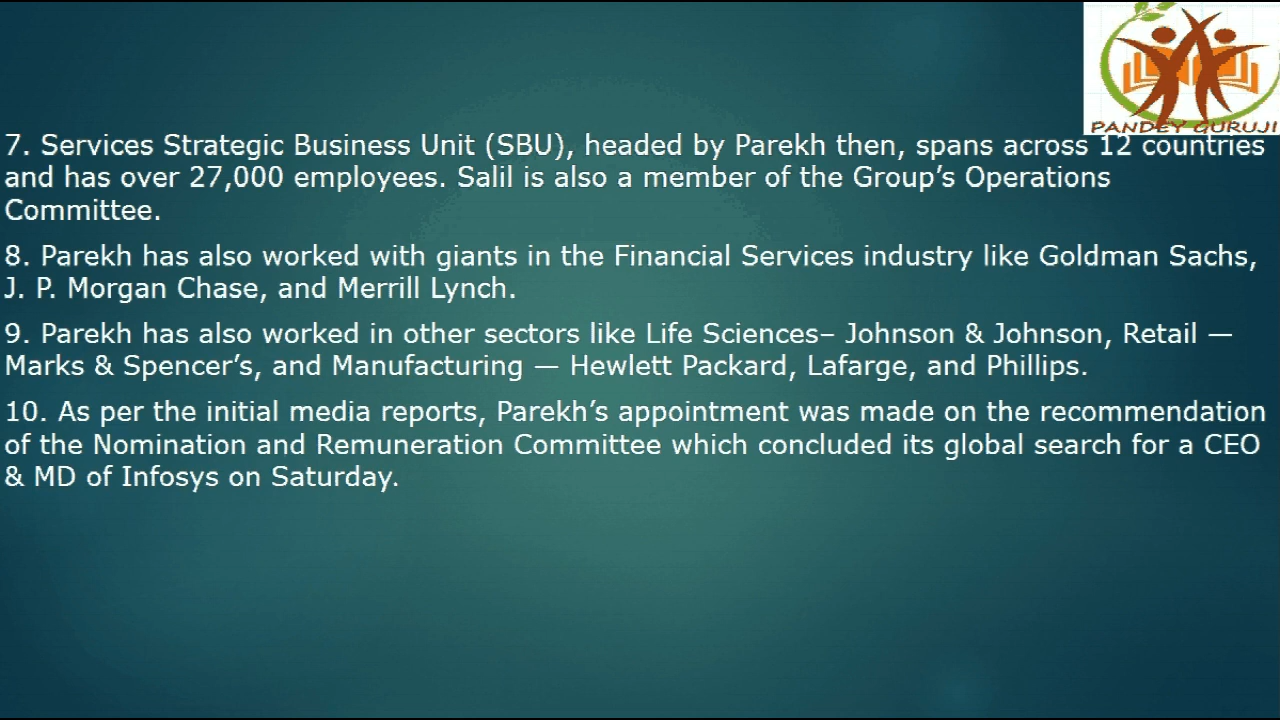 PANDEY GURUJI
7. Services Strategic Business Unit (SBU), headed by Parekh then, spans across 12 countries
and has over 27,000 employees. Salil is also a member of the Group’s Operations
Committee.
8. Parekh has also worked with giants in the Financial Services industry like Goldman Sachs,
J. P. Morgan Chase, and Merrill Lynch.
9. Parekh has also worked in other sectors like Life Sciences– Johnson & Johnson, Retail —
Marks & Spencer’s, and Manufacturing — Hewlett Packard, Lafarge, and Phillips.
10. As per the initial media reports, Parekh’s appointment was made on the recommendation
of the Nomination and Remuneration Committee which concluded its global search for a CEO
& MD of Infosys on Saturday.